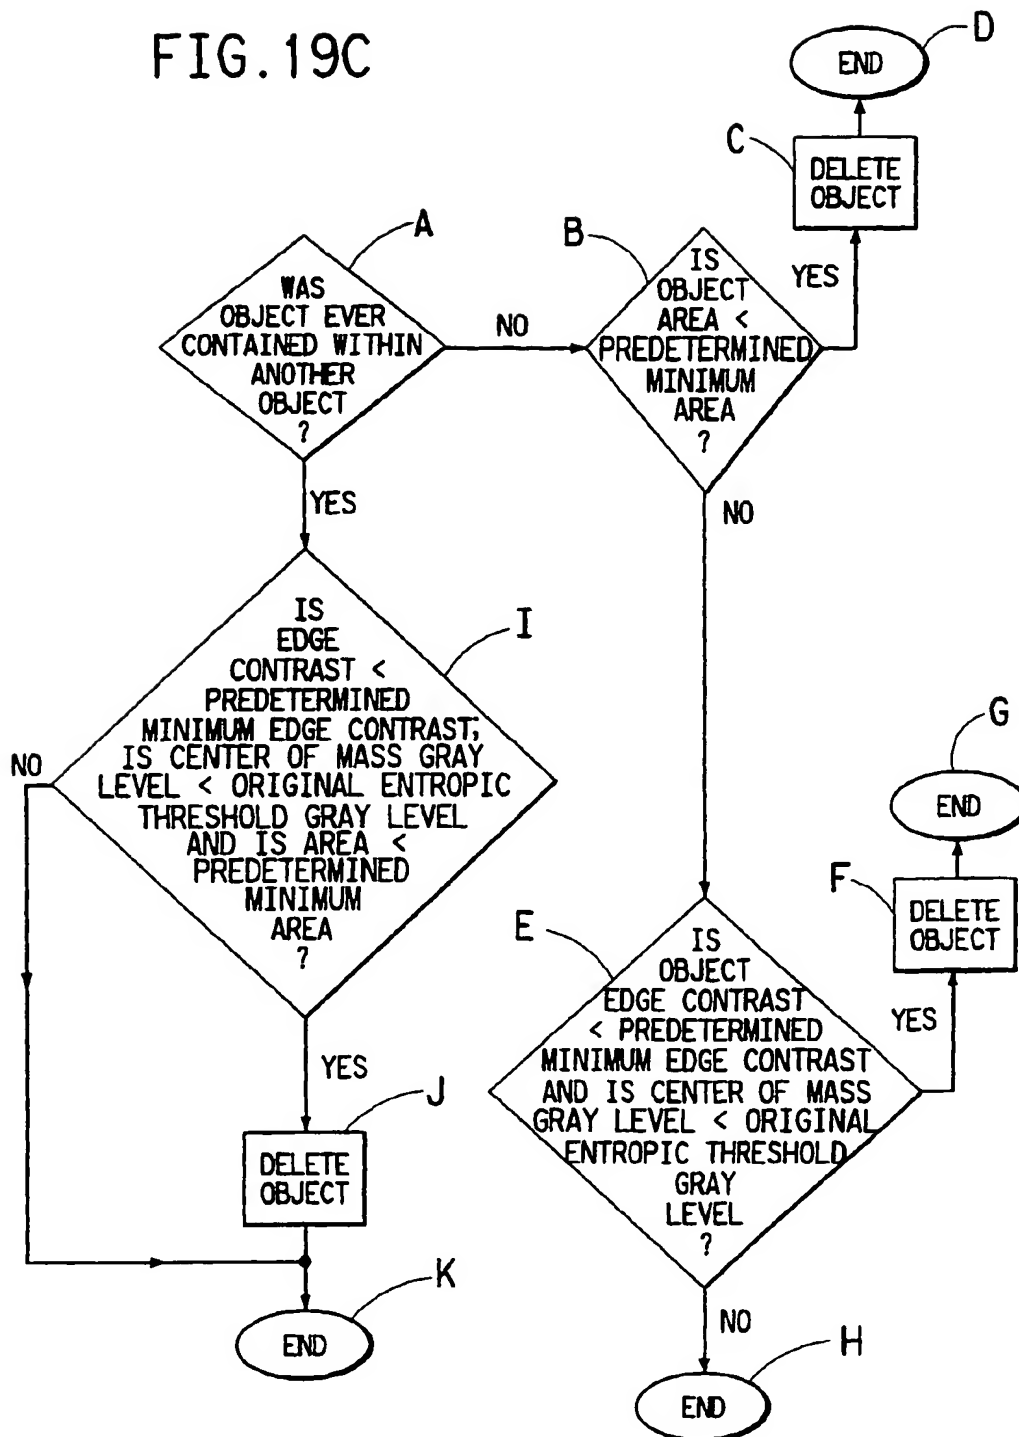 FIG.19C
D
END
C
DELETE
OBJECT
A
B
WAS
OBJECT EVER
CONTAINED WITHIN
ANOTHER
OBJECT
?
NO
IS
OBJECT
AREA <
PREDETERMINED
MINIMUM
AREA
?
YES
YES
NO
IS
EDGE
CONTRAST <
PREDETERMINED
MINIMUM EDGE CONTRAST,
IS CENTER OF MASS GRAY
LEVEL < ORIGINAL ENTROPIC
THRESHOLD GRAY LEVEL
AND IS AREA <
PREDETERMINED
MINIMUM
AREA
?
I
NO
G
END
F
DELETE
OBJECT
E
IS
OBJECT
EDGE CONTRAST
< PREDETERMINED
MINIMUM EDGE CONTRAST
AND IS CENTER OF MASS
GRAY LEVEL < ORIGINAL
ENTROPIC THRESHOLD
GRAY
LEVEL
?
YES
YES
J
DELETE
OBJECT
K
END
NO
H
END